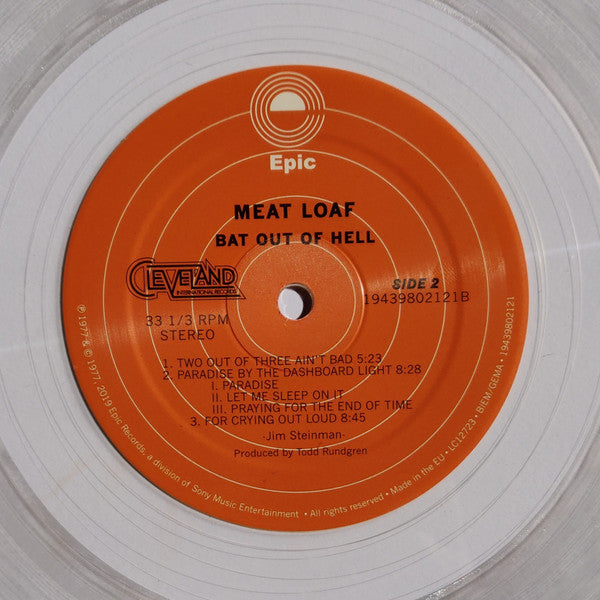 Epic
MEAT LOAF
BAT OUT OF HELL
CLEVELAND
INTERNATIONAL RECORDS
SIDE 2
19439802121B
33 1/3 RPM
STEREO
1. TWO OUT OF THREE AIN'T BAD 5:23
2. PARADISE BY THE DASHBOARD LIGHT 8:28
I. PARADISE
II. LET ME SLEEP ON IT
III. PRAYING FOR THE END OF TIME
3. FOR CRYING OUT LOUD 8:45
-Jim Steinman-
Produced by Todd Rundgren
℗ 1977 & © 1977, 2019 Epic Records, a division of Sony Music Entertainment • All rights reserved • Made in the EU • LC12723 • BIEM/GEMA • 19439802121